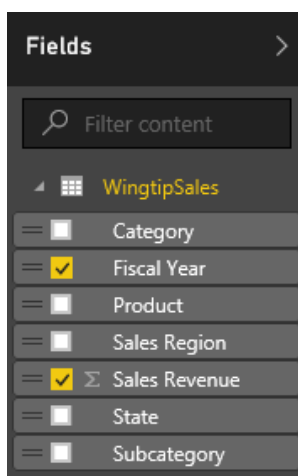 Fields
Filter content
WingtipSales
Category
Fiscal Year
Product
Sales Region
Σ Sales Revenue
State
Subcategory